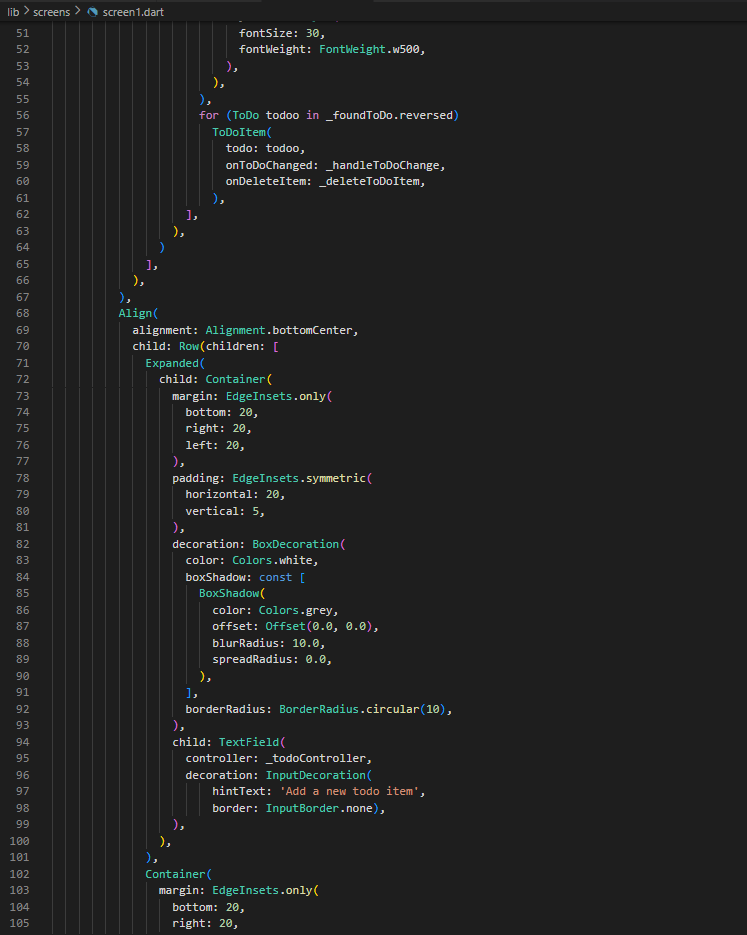 lib > screens > screen1.dart
51 fontSize: 30,
52 fontWeight: FontWeight.w500,
53 ),
54 ),
55 ),
56 for (ToDo todoo in _foundToDo.reversed)
57 ToDoItem(
58 todo: todoo,
59 onToDoChanged: _handleToDoChange,
60 onDeleteItem: _deleteToDoItem,
61 ),
62 ],
63 ),
64 )
65 ],
66 ),
67 ),
68 Align(
69 alignment: Alignment.bottomCenter,
70 child: Row(children: [
71 Expanded(
72 child: Container(
73 margin: EdgeInsets.only(
74 bottom: 20,
75 right: 20,
76 left: 20,
77 ),
78 padding: EdgeInsets.symmetric(
79 horizontal: 20,
80 vertical: 5,
81 ),
82 decoration: BoxDecoration(
83 color: Colors.white,
84 boxShadow: const [
85 BoxShadow(
86 color: Colors.grey,
87 offset: Offset(0.0, 0.0),
88 blurRadius: 10.0,
89 spreadRadius: 0.0,
90 ),
91 ],
92 borderRadius: BorderRadius.circular(10),
93 ),
94 child: TextField(
95 controller: _todoController,
96 decoration: InputDecoration(
97 hintText: 'Add a new todo item',
98 border: InputBorder.none),
99 ),
100 ),
101 ),
102 Container(
103 margin: EdgeInsets.only(
104 bottom: 20,
105 right: 20,